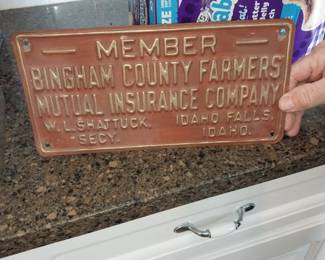 MEMBER
BINGHAM COUNTY FARMERS
MUTUAL INSURANCE COMPANY
W. L. SHATTUCK, IDAHO FALLS,
SECY. IDAHO.